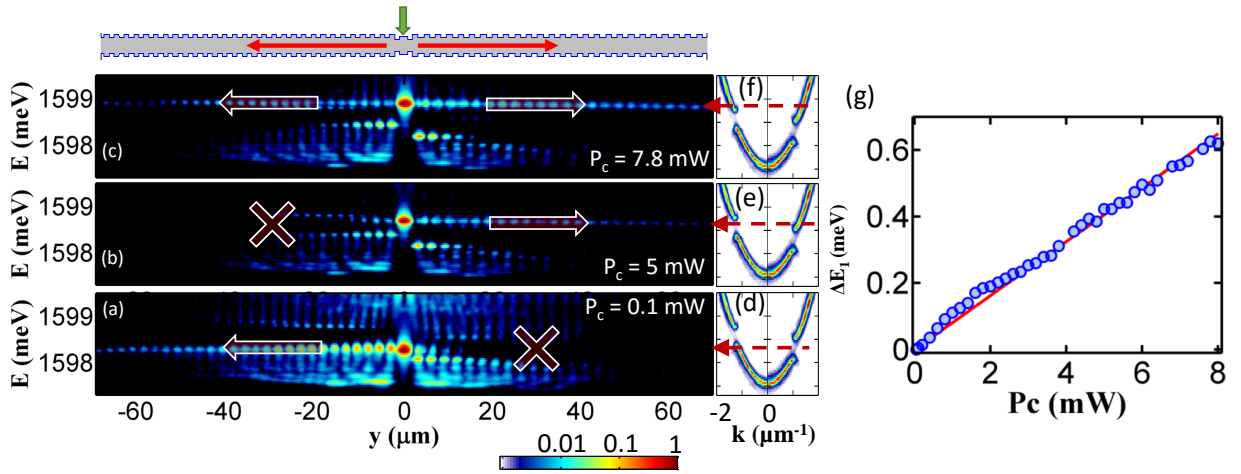 (f)
(g)
E (meV)
1599
1598
(c)
P_c = 7.8 mW
(e)
E (meV)
1599
1598
(b)
P_c = 5 mW
(d)
E (meV)
1599
1598
(a)
P_c = 0.1 mW
-60 -40 -20 0 20 40 60
y (µm)
-2 0 2
k (µm⁻¹)
0.01 0.1 1
ΔE₁ (meV)
0.6
0.4
0.2
0
0 2 4 6 8
Pc (mW)